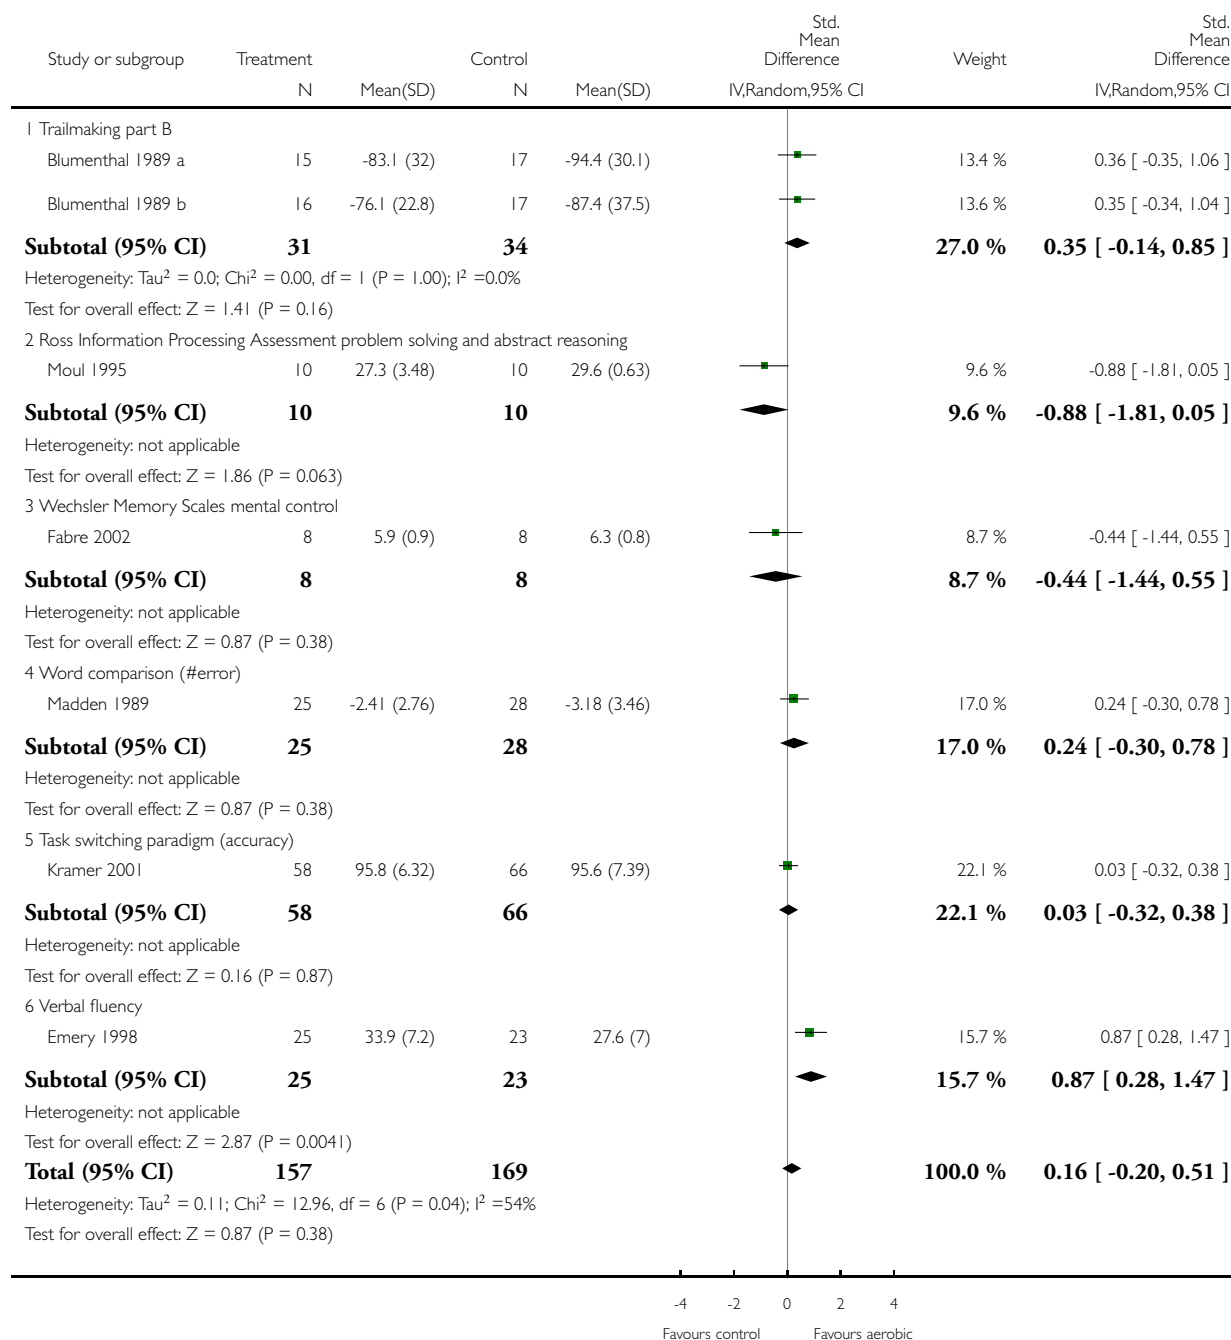 Std. Mean Difference Std. Mean Difference
Study or subgroup Treatment Control Weight
N Mean(SD) N Mean(SD) IV,Random,95% CI IV,Random,95% CI
1 Trailmaking part B
Blumenthal 1989 a 15 -83.1 (32) 17 -94.4 (30.1) 13.4 % 0.36 [ -0.35, 1.06 ]
Blumenthal 1989 b 16 -76.1 (22.8) 17 -87.4 (37.5) 13.6 % 0.35 [ -0.34, 1.04 ]
Subtotal (95% CI) 31 34 27.0 % 0.35 [ -0.14, 0.85 ]
Heterogeneity: Tau² = 0.0; Chi² = 0.00, df = 1 (P = 1.00); I² =0.0%
Test for overall effect: Z = 1.41 (P = 0.16)
2 Ross Information Processing Assessment problem solving and abstract reasoning
Moul 1995 10 27.3 (3.48) 10 29.6 (0.63) 9.6 % -0.88 [ -1.81, 0.05 ]
Subtotal (95% CI) 10 10 9.6 % -0.88 [ -1.81, 0.05 ]
Heterogeneity: not applicable
Test for overall effect: Z = 1.86 (P = 0.063)
3 Wechsler Memory Scales mental control
Fabre 2002 8 5.9 (0.9) 8 6.3 (0.8) 8.7 % -0.44 [ -1.44, 0.55 ]
Subtotal (95% CI) 8 8 8.7 % -0.44 [ -1.44, 0.55 ]
Heterogeneity: not applicable
Test for overall effect: Z = 0.87 (P = 0.38)
4 Word comparison (#error)
Madden 1989 25 -2.41 (2.76) 28 -3.18 (3.46) 17.0 % 0.24 [ -0.30, 0.78 ]
Subtotal (95% CI) 25 28 17.0 % 0.24 [ -0.30, 0.78 ]
Heterogeneity: not applicable
Test for overall effect: Z = 0.87 (P = 0.38)
5 Task switching paradigm (accuracy)
Kramer 2001 58 95.8 (6.32) 66 95.6 (7.39) 22.1 % 0.03 [ -0.32, 0.38 ]
Subtotal (95% CI) 58 66 22.1 % 0.03 [ -0.32, 0.38 ]
Heterogeneity: not applicable
Test for overall effect: Z = 0.16 (P = 0.87)
6 Verbal fluency
Emery 1998 25 33.9 (7.2) 23 27.6 (7) 15.7 % 0.87 [ 0.28, 1.47 ]
Subtotal (95% CI) 25 23 15.7 % 0.87 [ 0.28, 1.47 ]
Heterogeneity: not applicable
Test for overall effect: Z = 2.87 (P = 0.0041)
Total (95% CI) 157 169 100.0 % 0.16 [ -0.20, 0.51 ]
Heterogeneity: Tau² = 0.11; Chi² = 12.96, df = 6 (P = 0.04); I² =54%
Test for overall effect: Z = 0.87 (P = 0.38)
-4 -2 0 2 4
Favours control Favours aerobic